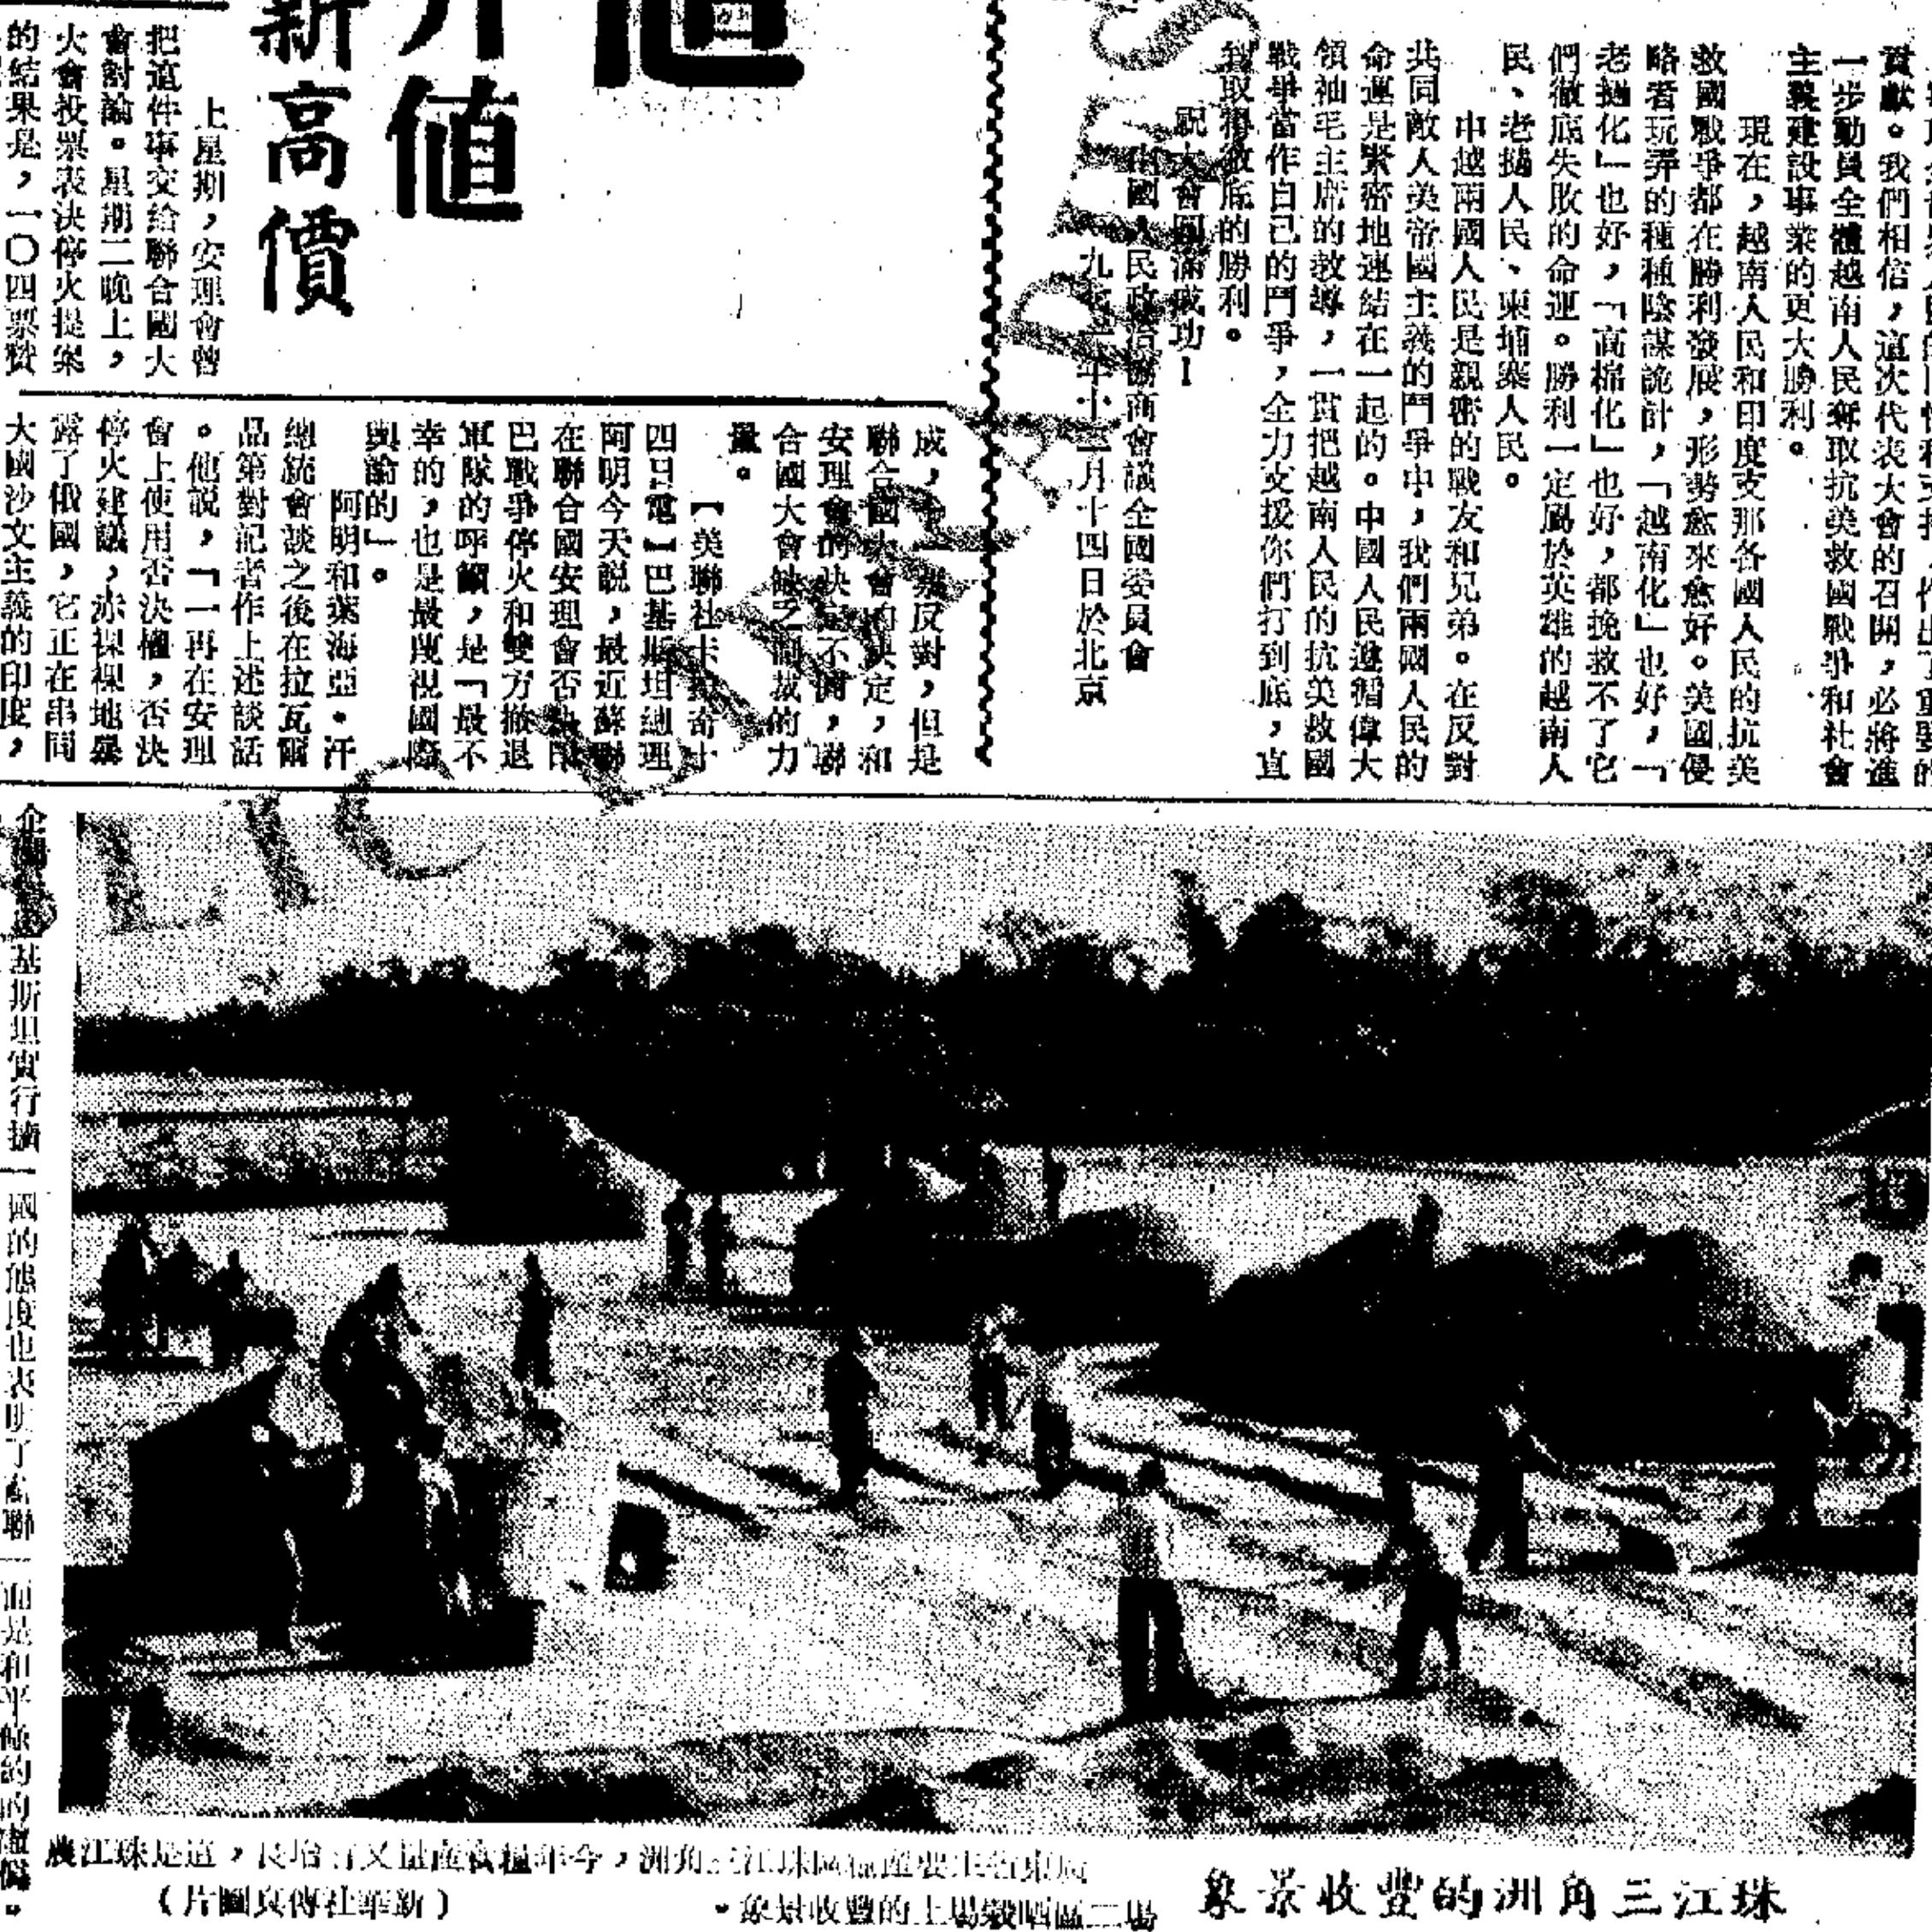 貢獻。我們相信，這次代表大會的召開，必將進
一步動員全體越南人民奪取抗美救國戰爭和社會
主義建設事業的更大勝利。
現在，越南人民和印度支那各國人民的抗美
救國戰爭都在勝利發展，形勢愈來愈好。美國侵
略者玩弄的種種陰謀詭計，「越南化」也好，「
老撾化」也好，「高棉化」也好，都挽救不了它
們徹底失敗的命運。勝利一定屬於英雄的越南人
民、老撾人民、柬埔寨人民。
中越兩國人民是親密的戰友和兄弟。在反對
共同敵人美帝國主義的鬥爭中，我們兩國人民的
命運是緊密地連結在一起的。中國人民遵循偉大
領袖毛主席的教導，一貫把越南人民的抗美救國
戰爭當作自己的鬥爭，全力支援你們打到底，直
到取得徹底的勝利。
祝大會圓滿成功！
中國人民政治協商會議全國委員會
月十四日於北京
升值
新高價
上星期，安理會曾
把這件事交給聯合國大
會討論。星期二晚上，
火會投票表決停火提案
的結果是，一〇四票贊
成，十一票反對，但是
聯合國大會的決定，和
安理會的決定不同，聯
合國大會缺乏制裁的力
量。
【美聯社卡拉奇十
四日電】巴基斯坦總理
阿明今天說，最近蘇聯
在聯合國安理會否決印
巴戰爭停火和雙方撤退
軍隊的呼籲，是「最不
幸的，也是最蔑視國際
輿論的」。
阿明和葉海亞·汗
總統會談之後在拉瓦爾
品第對記者作上述談話
。他說，「一再在安理
會上使用否決權，否決
停火建議，赤裸裸地暴
露了俄國，它正在串同
大國沙文主義的印度，
基斯坦實行擴
國的態度也表明了蘇聯
而是和平條約的
珠江三角洲的豐收景象
廣東省主要產糧區珠江三角洲，今年糧食產量又有增長，這是珠江農
場二區晒穀場上的豐收景象。
（新華社傳真圖片）